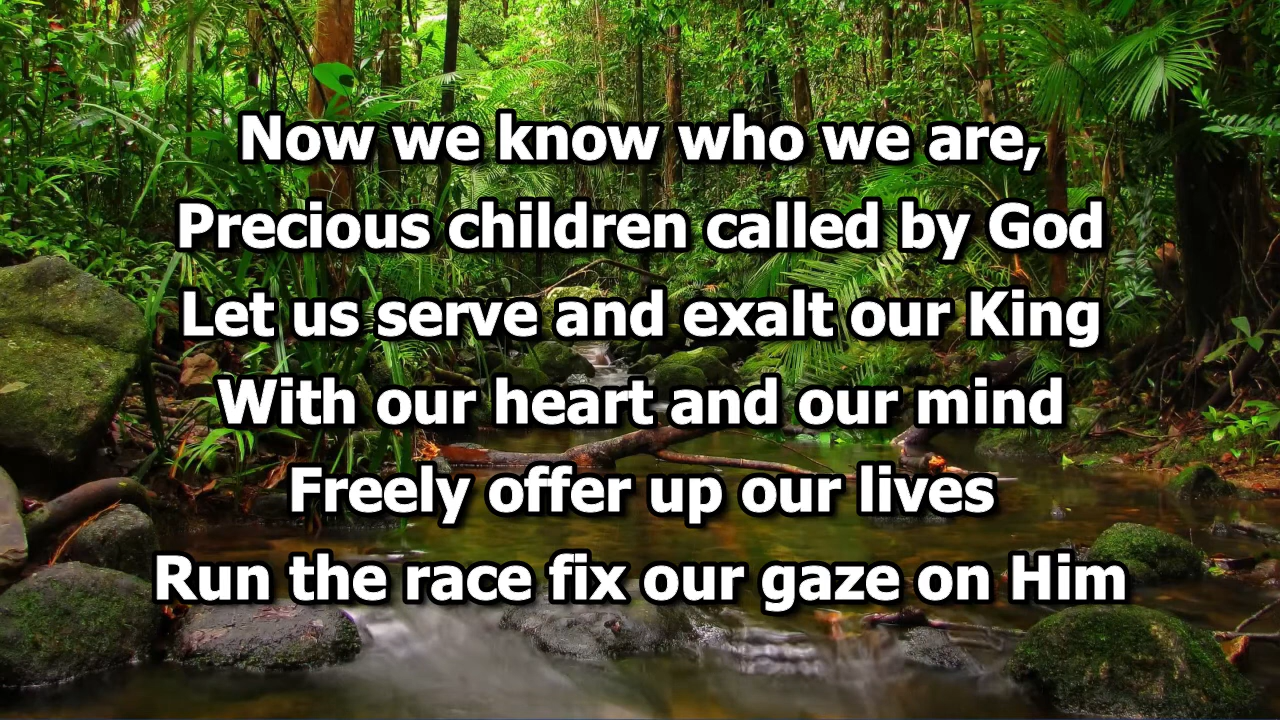 Now we know who we are,
Precious children called by God
Let us serve and exalt our King
With our heart and our mind
Freely offer up our lives
Run the race fix our gaze on Him